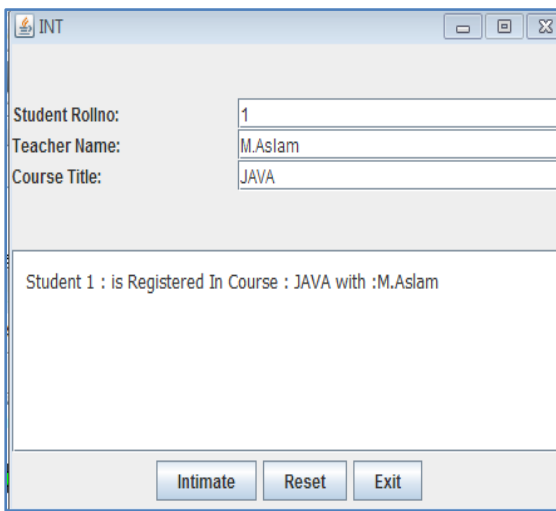 INT
Student Rollno: 1
Teacher Name: M.Aslam
Course Title: JAVA
Student 1 : is Registered In Course : JAVA with :M.Aslam
Intimate Reset Exit